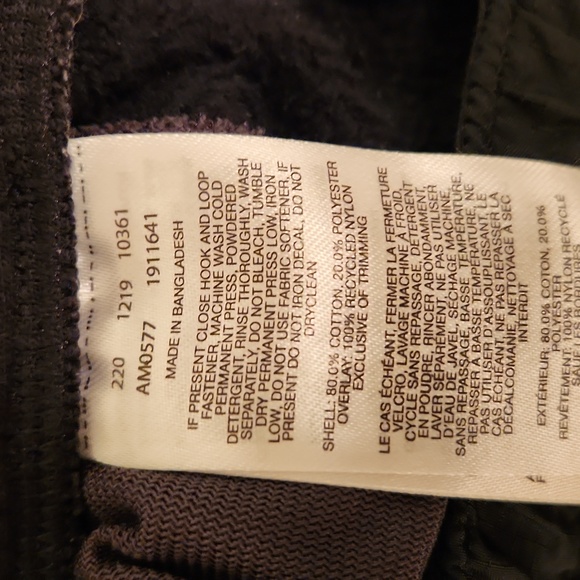 220 1219 10361
AM0577 1911641
MADE IN BANGLADESH
IF PRESENT CLOSE HOOK AND LOOP
FASTENER, MACHINE WASH COLD
PERMANENT PRESS, POWDERED
DETERGENT, RINSE THOROUGHLY, WASH
SEPARATLY, DO NOT BLEACH, TUMBLE
DRY PERMANENT PRESS LOW, IRON
LOW, DO NOT USE FABRIC SOFTENER, IF
PRESENT DO NOT IRON DECAL, DO NOT
DRYCLEAN
SHELL: 80.0% COTTON, 20.0% POLYESTER
OVERLAY: 100% RECYCLED NYLON
EXCLUSIVE OF TRIMMING
LE CAS ÉCHÉANT, FERMER LA FERMETURE
VELCRO, LAVAGE MACHINE À FROID,
CYCLE SANS REPASSAGE, DÉTERGENT
EN POUDRE, RINCER ABONDAMMENT,
LAVER SÉPARÉMENT, NE PAS UTILISER
D'EAU DE JAVEL, SÉCHAGE MACHINE,
SANS REPASSAGE, BASSE TEMPÉRATURE,
REPASSER À BASSE TEMPÉRATURE, NE
PAS UTILISER D'ASSOUPLISSANT, LE
CAS ÉCHÉANT NE PAS REPASSER LA
DÉCALCOMANIE, NETTOYAGE À SEC
INTERDIT
EXTÉRIEUR: 80.0% COTON, 20.0%
POLYESTER
REVÊTEMENT: 100% NYLON RECYCLÉ